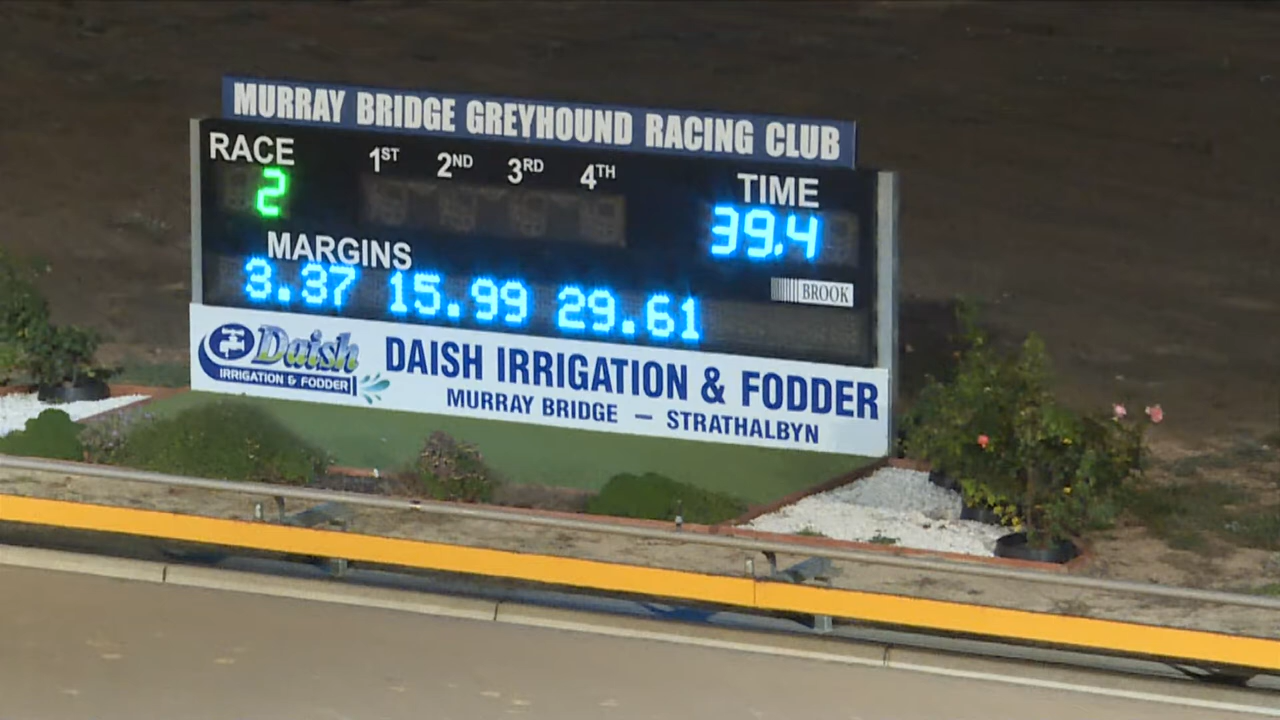 MURRAY BRIDGE GREYHOUND RACING CLUB
RACE 1ST 2ND 3RD 4TH TIME
2 39.4
MARGINS
3.37 15.99 29.61
BROOK
Daish
IRRIGATION & FODDER
DAISH IRRIGATION & FODDER
MURRAY BRIDGE — STRATHALBYN